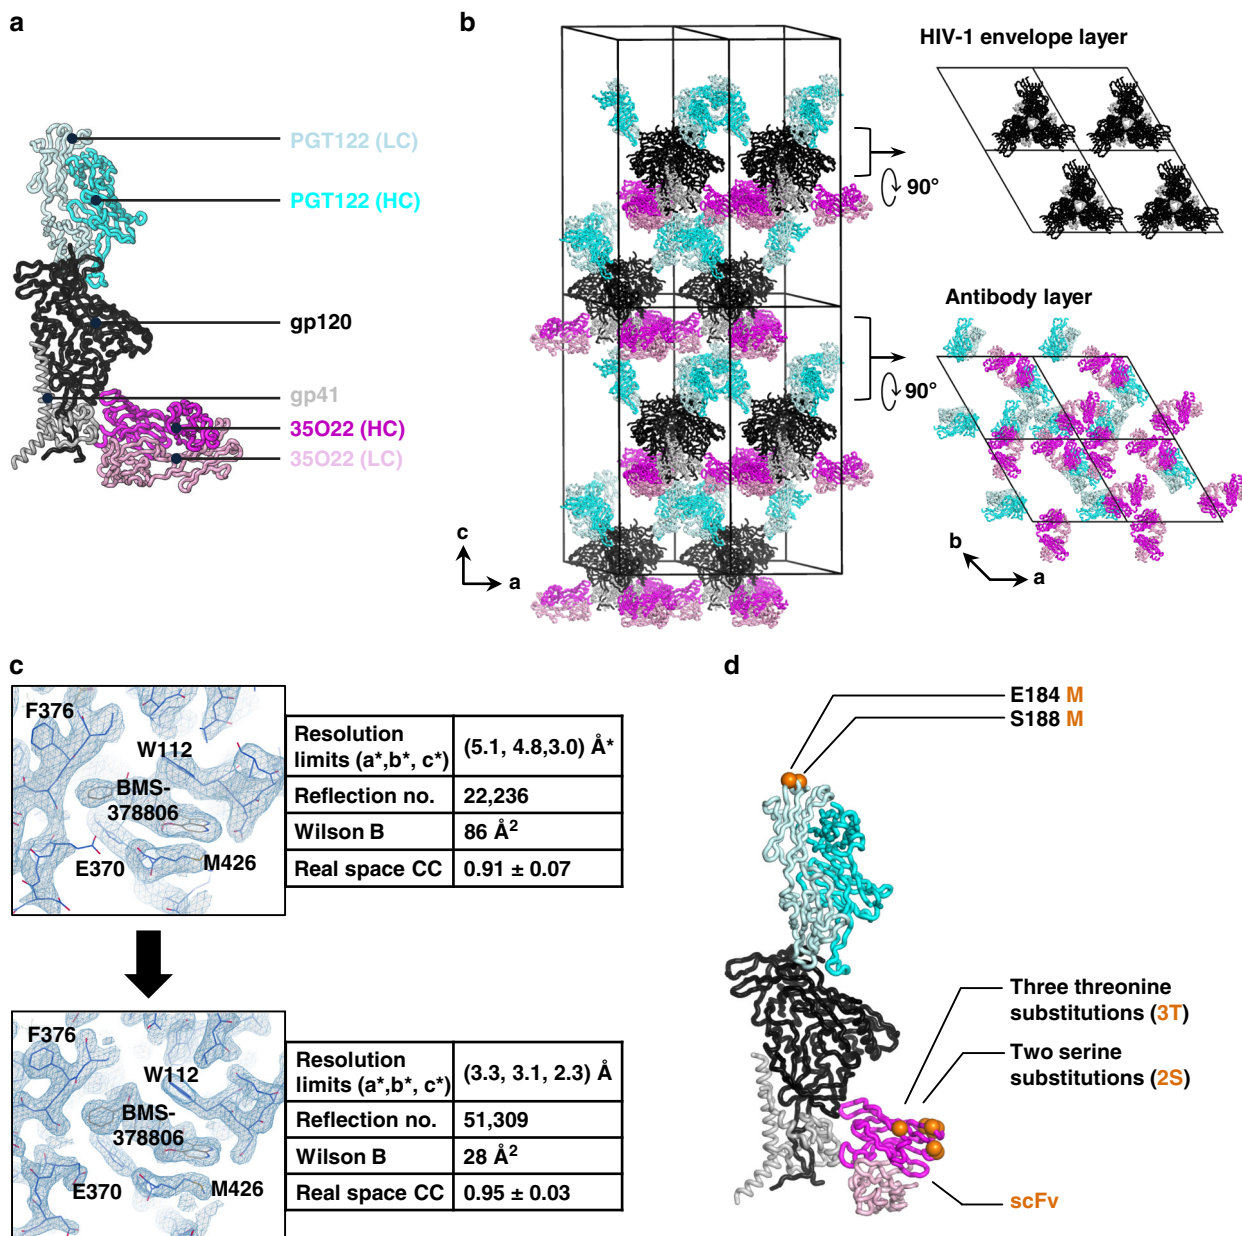 a
PGT122 (LC)
PGT122 (HC)
gp120
gp41
35O22 (HC)
35O22 (LC)
b
HIV-1 envelope layer
90°
Antibody layer
90°
c
a
b
a
c
F376
W112
BMS-
378806
E370
M426
Resolution
limits (a*,b*, c*)
(5.1, 4.8,3.0) Å*
Reflection no.
22,236
Wilson B
86 Å²
Real space CC
0.91 ± 0.07
F376
W112
BMS-
378806
E370
M426
Resolution
limits (a*,b*, c*)
(3.3, 3.1, 2.3) Å
Reflection no.
51,309
Wilson B
28 Å²
Real space CC
0.95 ± 0.03
d
E184 M
S188 M
Three threonine
substitutions (3T)
Two serine
substitutions (2S)
scFv